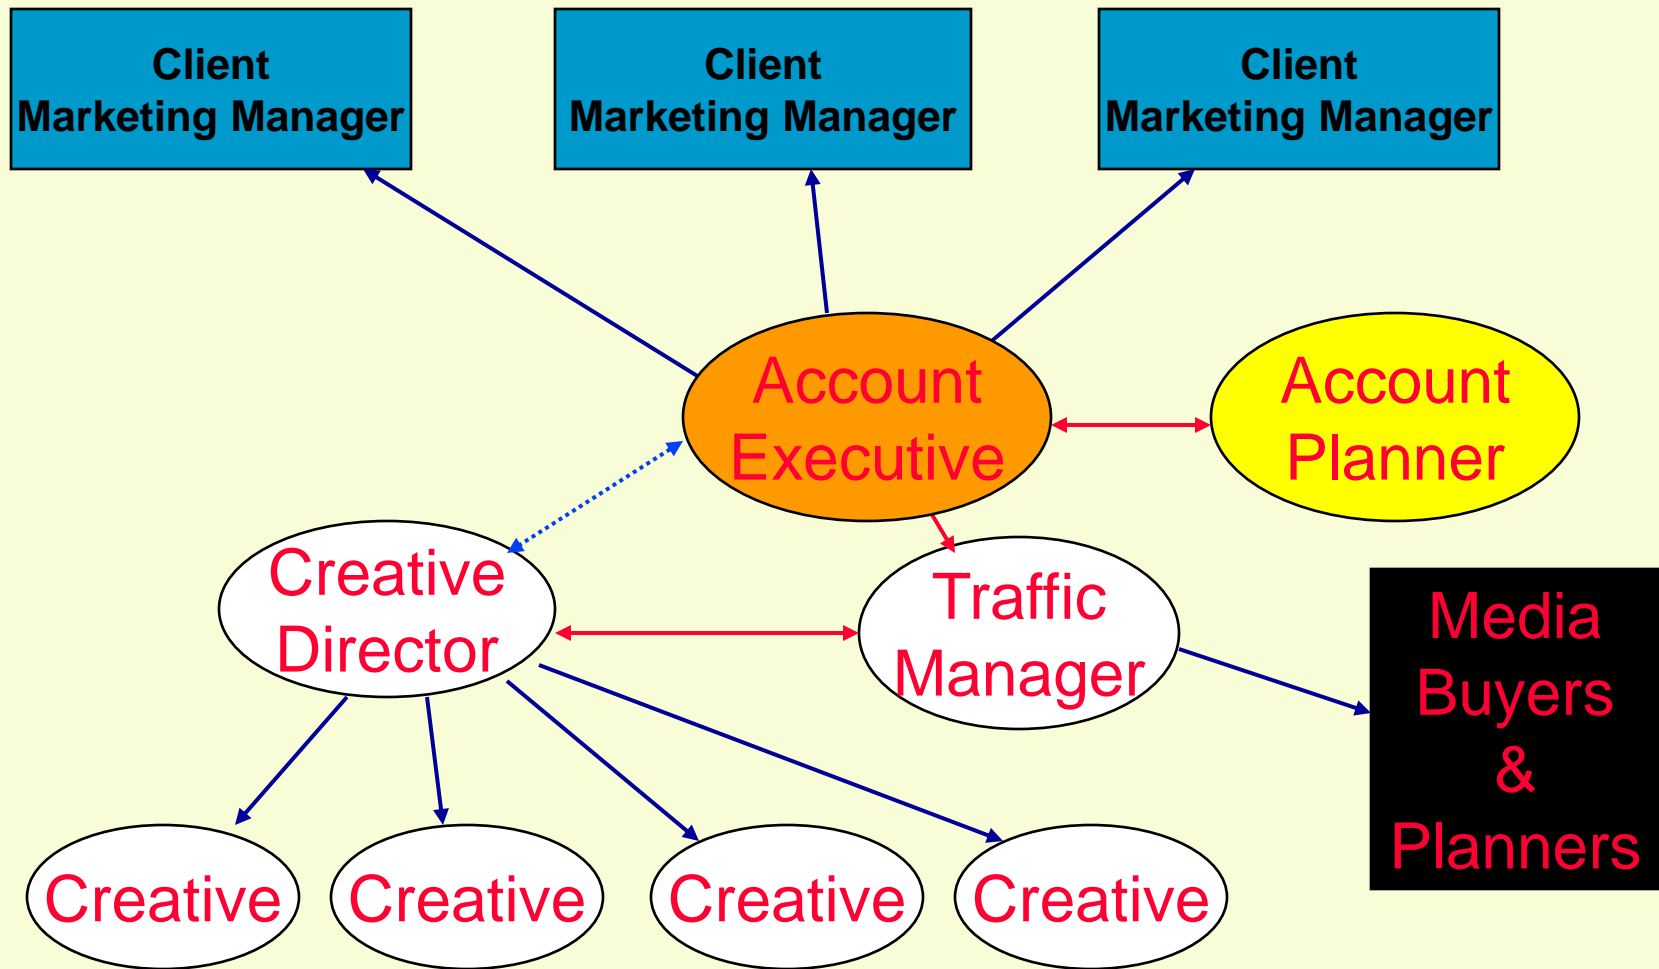 Client
Marketing Manager
Client
Marketing Manager
Client
Marketing Manager
Account
Executive
Account
Planner
Creative
Director
Traffic
Manager
Media
Buyers
&
Planners
Creative
Creative
Creative
Creative